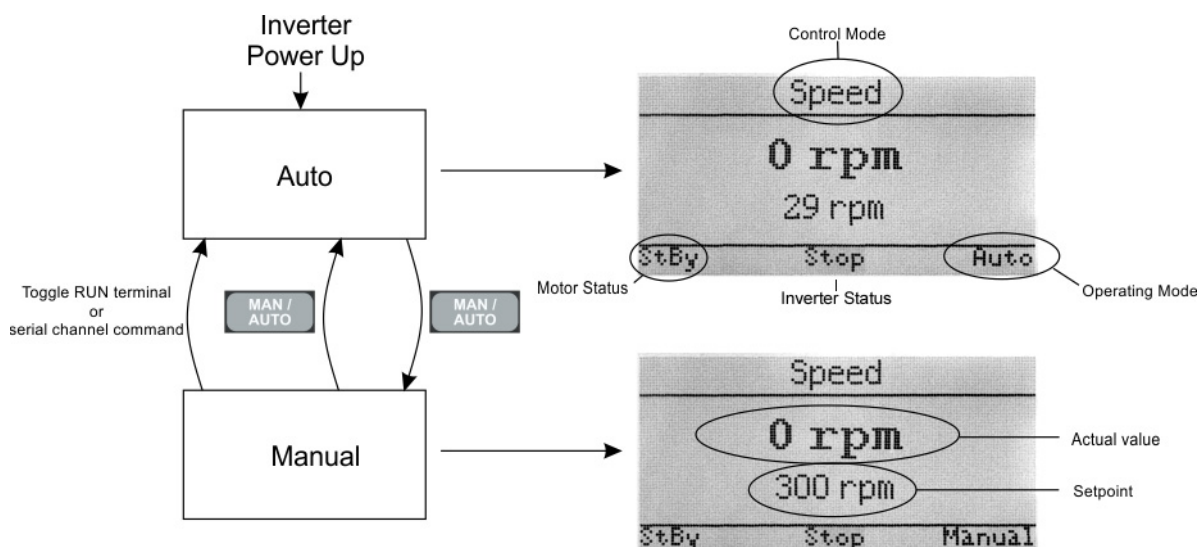 Inverter
Power Up
Auto
Toggle RUN terminal
or
serial channel command
MAN /
AUTO
MAN /
AUTO
Manual
Control Mode
Speed
0 rpm
29 rpm
StBy
Stop
Auto
Motor Status
Inverter Status
Operating Mode
Speed
0 rpm
300 rpm
StBy
Stop
Manual
Actual value
Setpoint